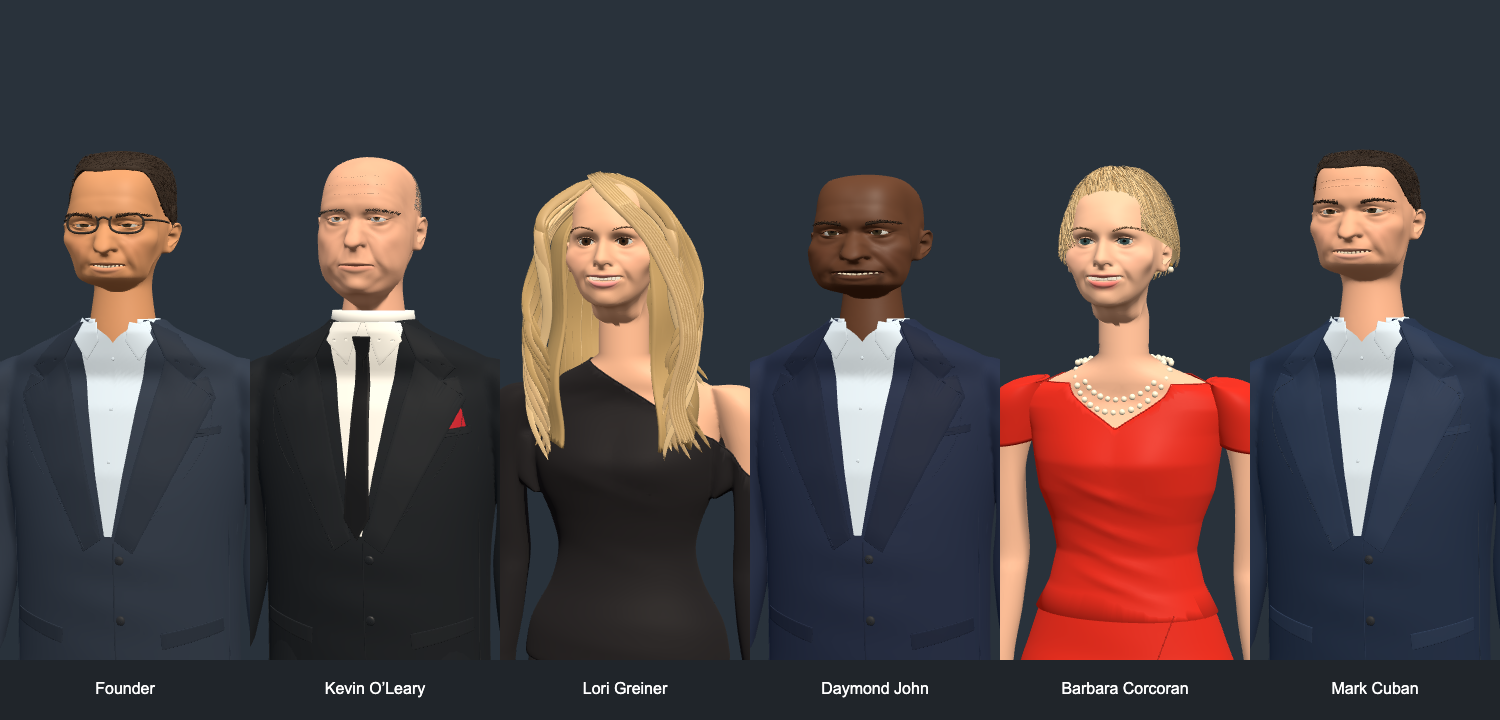 Founder
Kevin O’Leary
Lori Greiner
Daymond John
Barbara Corcoran
Mark Cuban